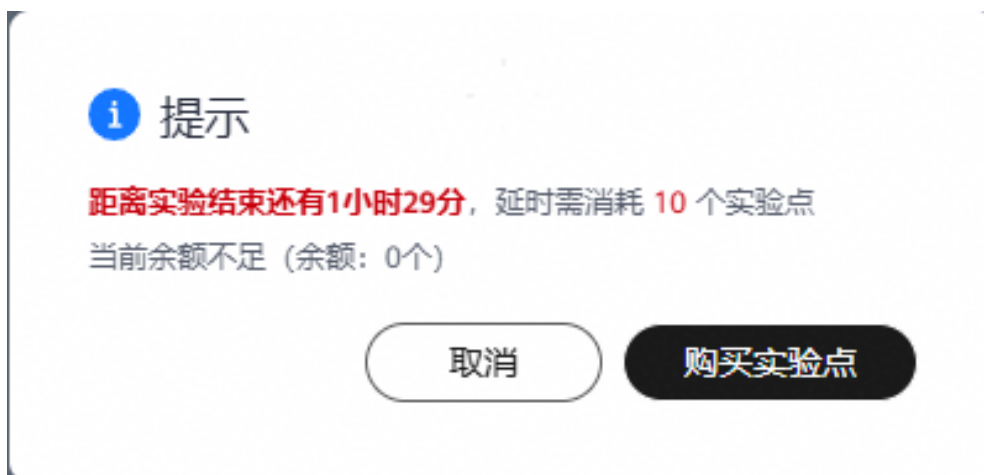 提示
距离实验结束还有1小时29分，延时需消耗 10 个实验点
当前余额不足（余额：0个）
取消
购买实验点